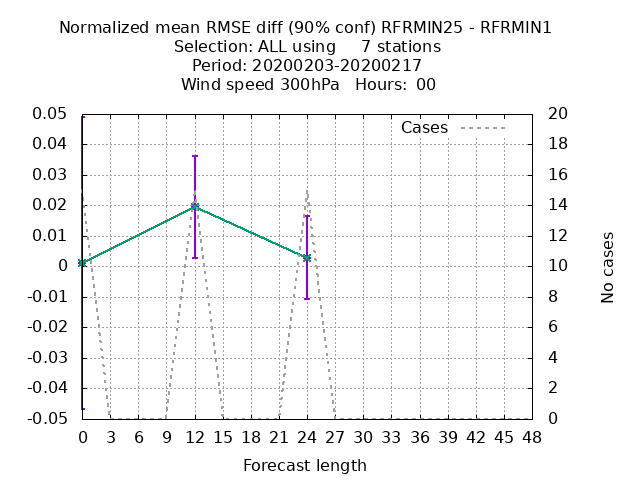 Normalized mean RMSE diff (90% conf) RFRMIN25 - RFRMIN1
Selection: ALL using 7 stations
Period: 20200203-20200217
Wind speed 300hPa Hours: 00
Cases
0.05
0.04
0.03
0.02
0.01
0
-0.01
-0.02
-0.03
-0.04
-0.05
20
18
16
14
12
10
8
6
4
2
0
No cases
0 3 6 9 12 15 18 21 24 27 30 33 36 39 42 45 48
Forecast length